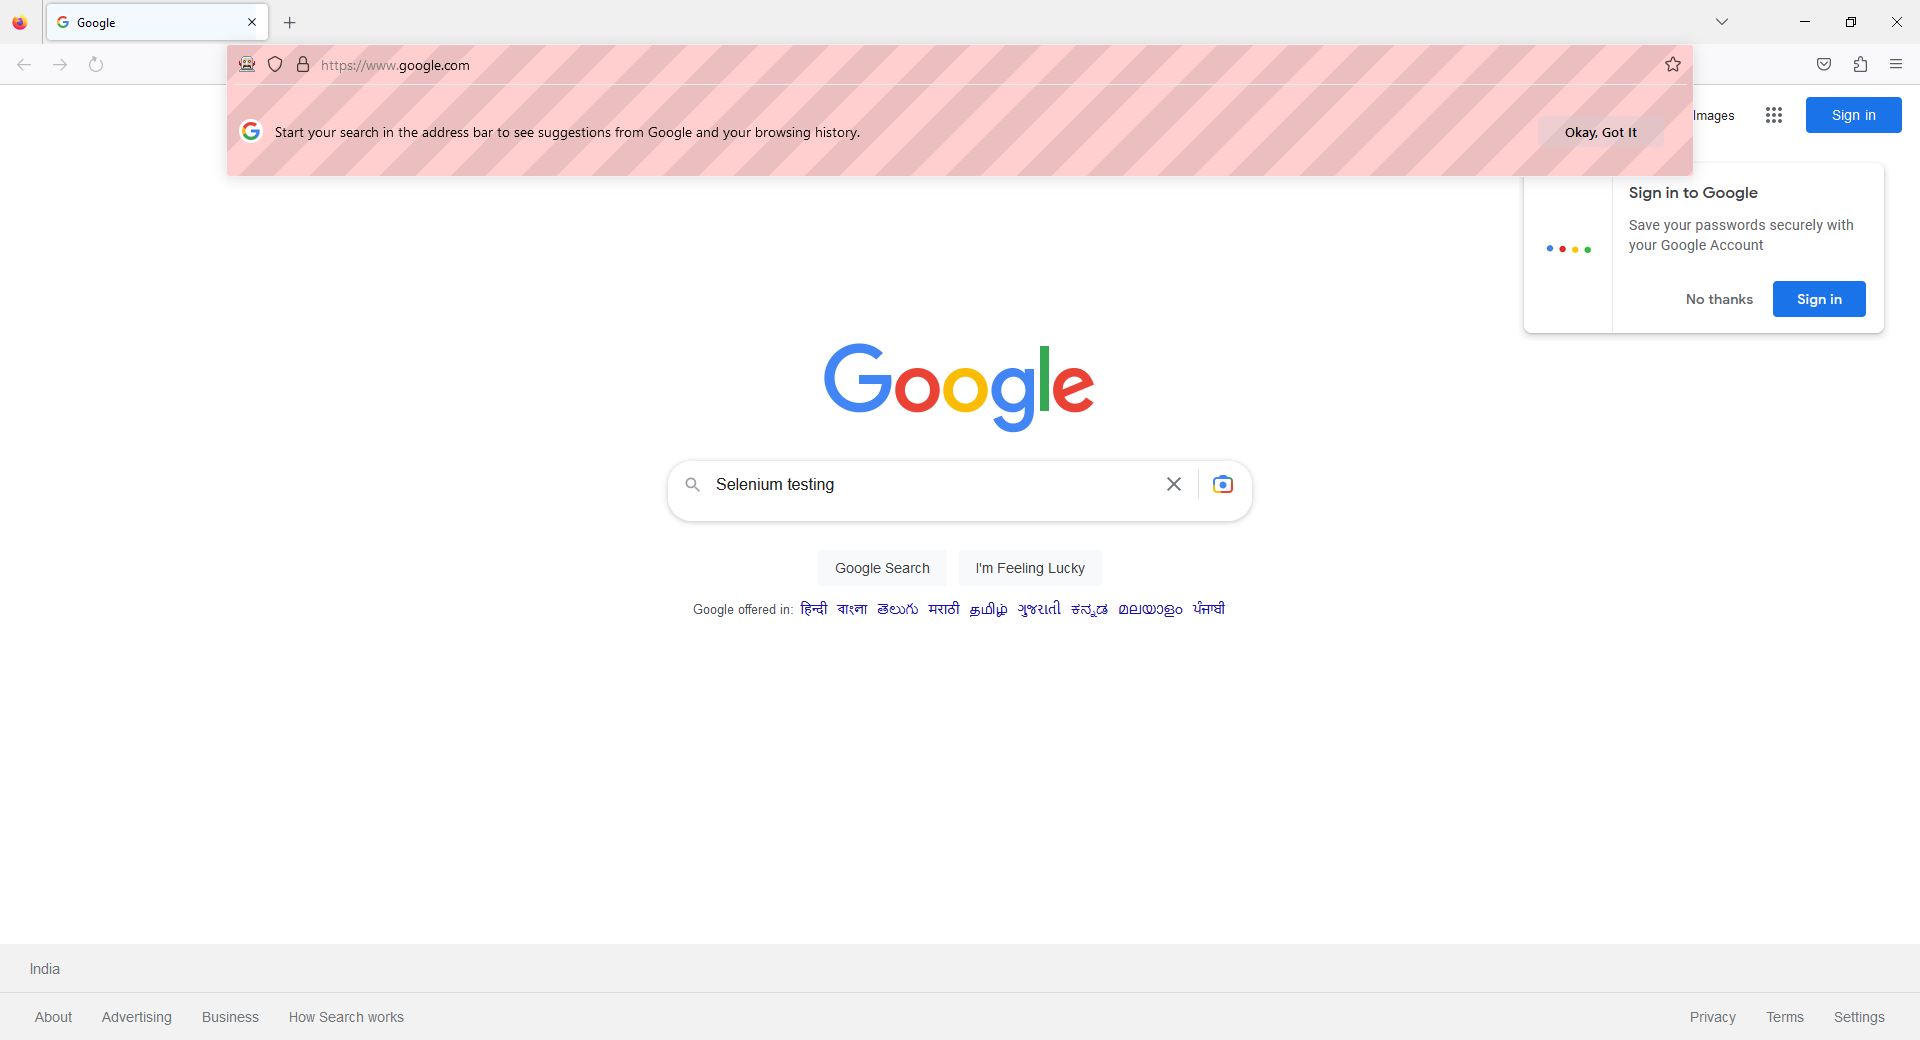 Google
https://www.google.com
Start your search in the address bar to see suggestions from Google and your browsing history.
Okay, Got It
Images
Sign in
Sign in to Google
Save your passwords securely with
your Google Account
No thanks
Sign in
Google
Selenium testing
Google Search
I'm Feeling Lucky
Google offered in: हिन्दी বাংলা తెలుగు मराठी தமிழ் ગુજરાતી ಕನ್ನಡ മലയാളം ਪੰਜਾਬੀ
India
About Advertising Business How Search works
Privacy Terms Settings